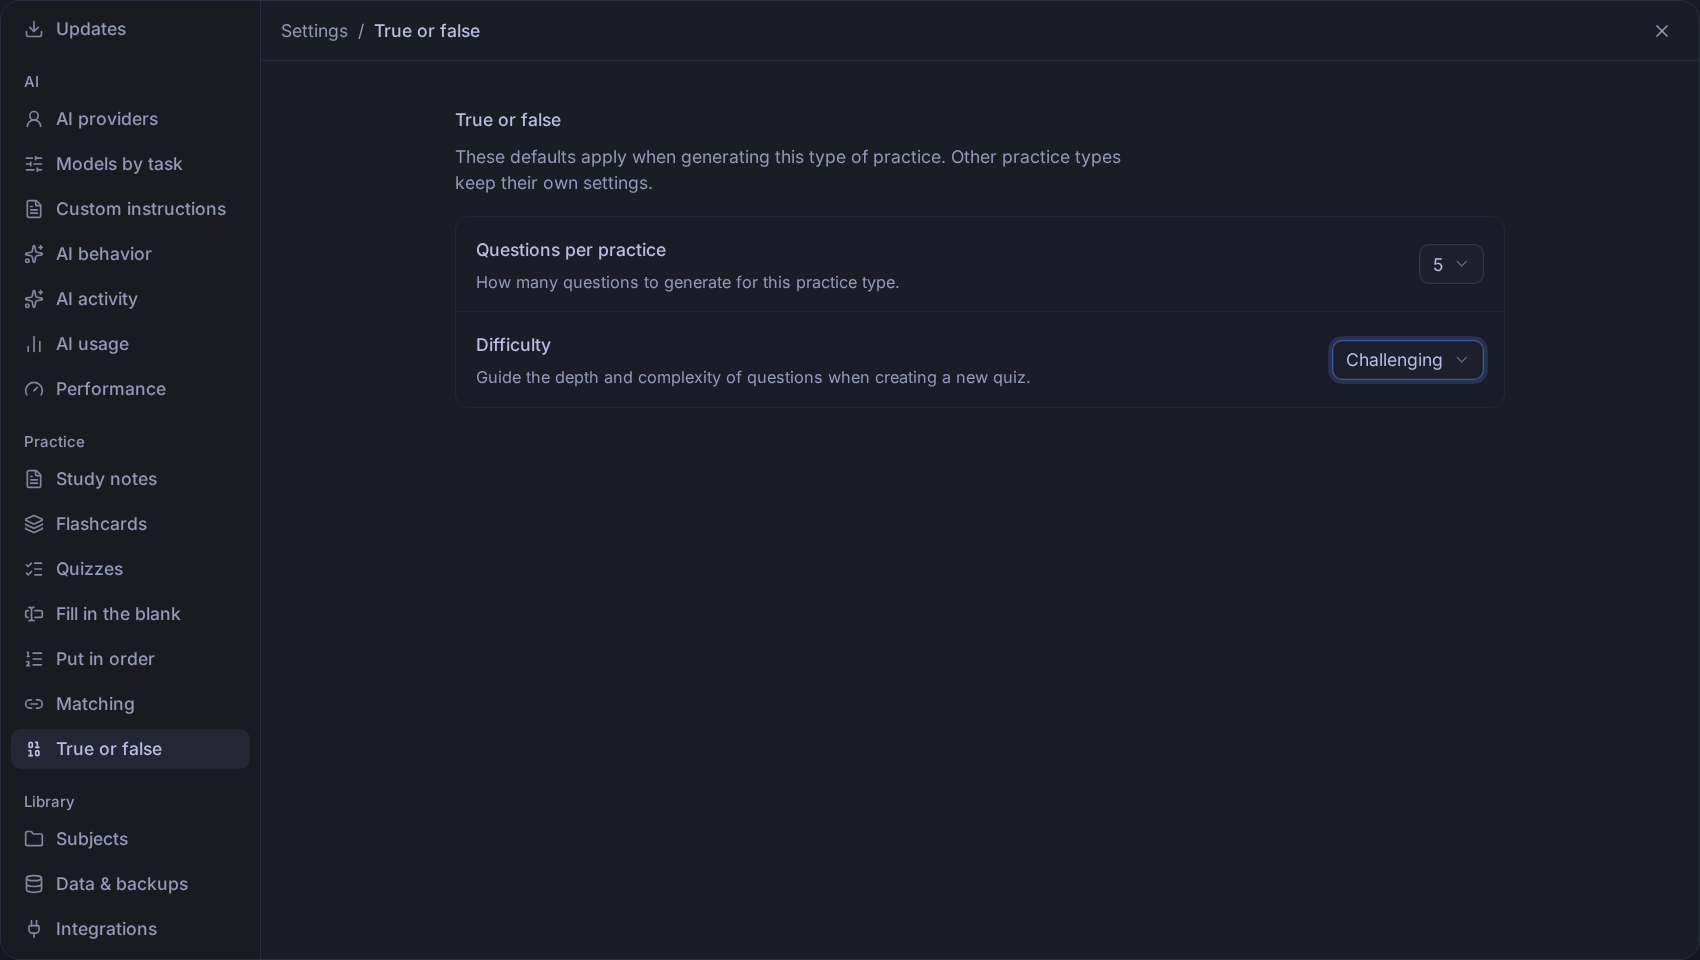 Updates
AI
AI providers
Models by task
Custom instructions
AI behavior
AI activity
AI usage
Performance
Practice
Study notes
Flashcards
Quizzes
Fill in the blank
Put in order
Matching
True or false
Library
Subjects
Data & backups
Integrations
Settings / True or false
True or false
These defaults apply when generating this type of practice. Other practice types
keep their own settings.
Questions per practice
How many questions to generate for this practice type.
5
Difficulty
Guide the depth and complexity of questions when creating a new quiz.
Challenging